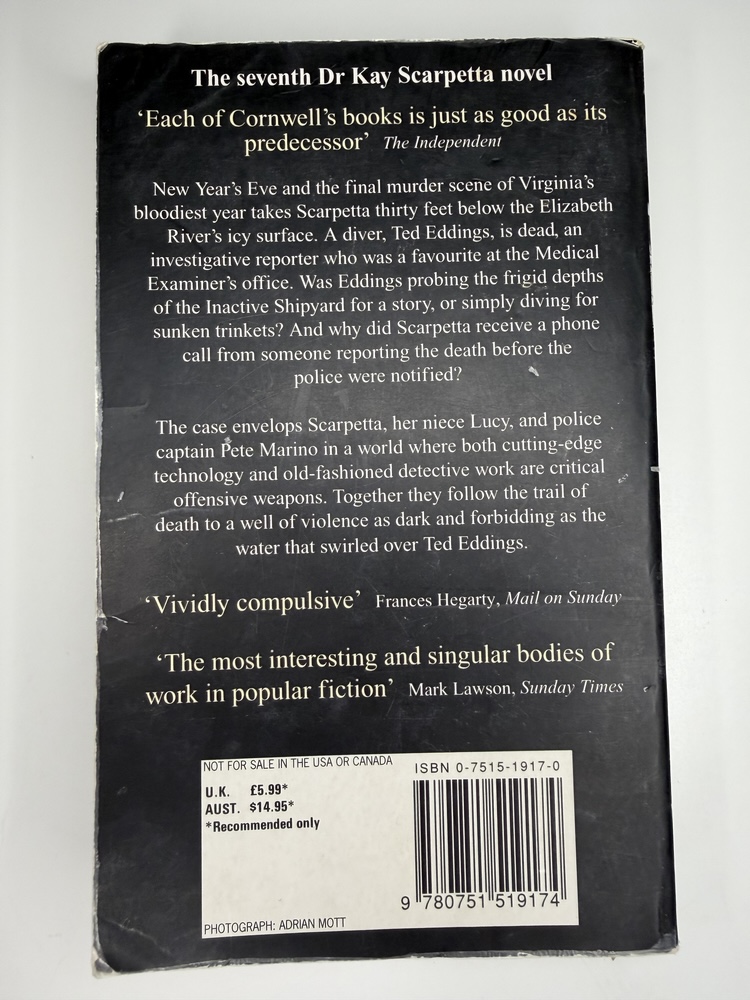 The seventh Dr Kay Scarpetta novel
‘Each of Cornwell’s books is just as good as its
predecessor’ The Independent
New Year’s Eve and the final murder scene of Virginia’s
bloodiest year takes Scarpetta thirty feet below the Elizabeth
River’s icy surface. A diver, Ted Eddings, is dead, an
investigative reporter who was a favourite at the Medical
Examiner’s office. Was Eddings probing the frigid depths
of the Inactive Shipyard for a story, or simply diving for
sunken trinkets? And why did Scarpetta receive a phone
call from someone reporting the death before the
police were notified?
The case envelops Scarpetta, her niece Lucy, and police
captain Pete Marino in a world where both cutting-edge
technology and old-fashioned detective work are critical
offensive weapons. Together they follow the trail of
death to a well of violence as dark and forbidding as the
water that swirled over Ted Eddings.
‘Vividly compulsive’ Frances Hegarty, Mail on Sunday
‘The most interesting and singular bodies of
work in popular fiction’ Mark Lawson, Sunday Times
NOT FOR SALE IN THE USA OR CANADA
U.K. £5.99*
AUST. $14.95*
*Recommended only
PHOTOGRAPH: ADRIAN MOTT
ISBN 0-7515-1917-0
9 780751 519174